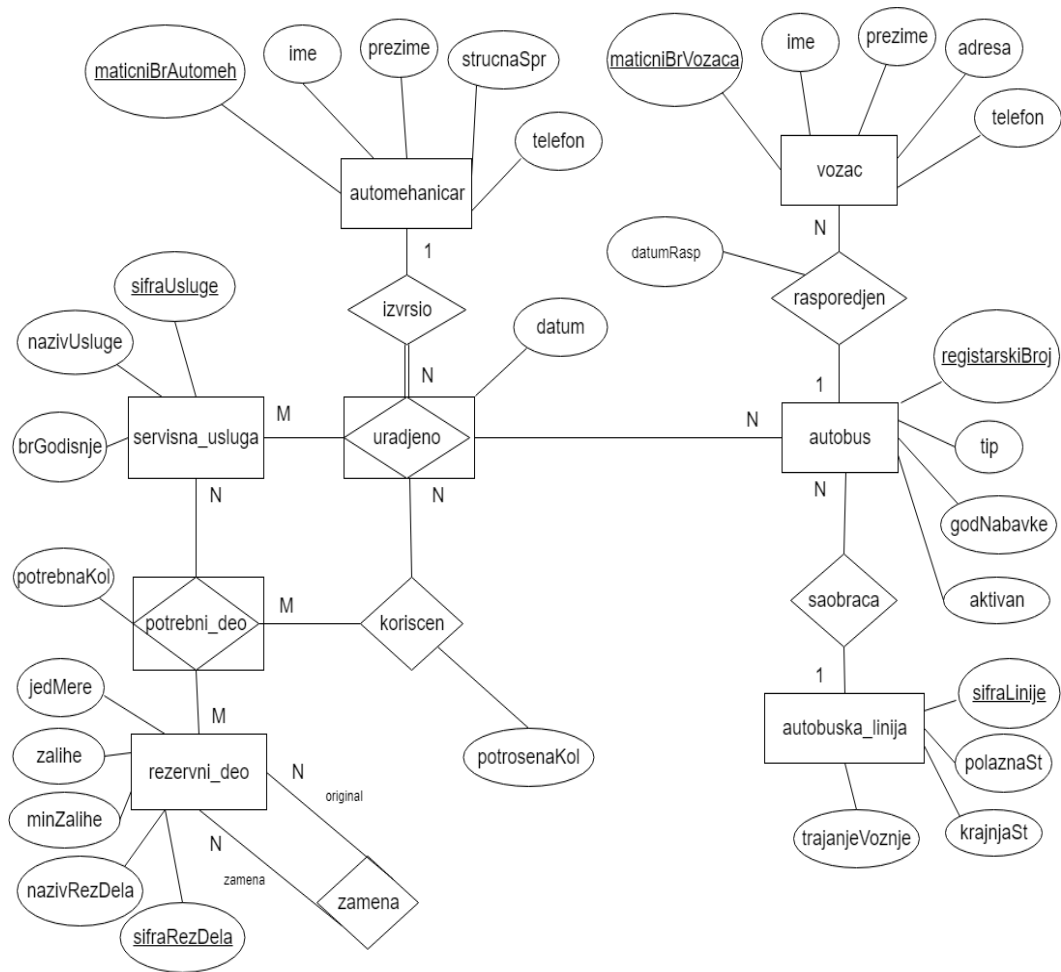 maticniBrAutomeh
ime
prezime
strucnaSpr
telefon
automehanicar
maticniBrVozaca
ime
prezime
adresa
telefon
vozac
1
N
datumRasp
rasporedjen
izvrsio
sifraUsluge
nazivUsluge
brGodisnje
servisna_usluga
M
N
uradjeno
datum
N
1
autobus
registarskiBroj
tip
godNabavke
aktivan
N
N
N
potrebnaKol
potrebni_deo
M
koriscen
potrosenaKol
saobraca
1
autobuska_linija
sifraLinije
polaznaSt
krajnjaSt
trajanjeVoznje
M
jedMere
zalihe
minZalihe
nazivRezDela
sifraRezDela
rezervni_deo
N
original
N
zamena
zamena